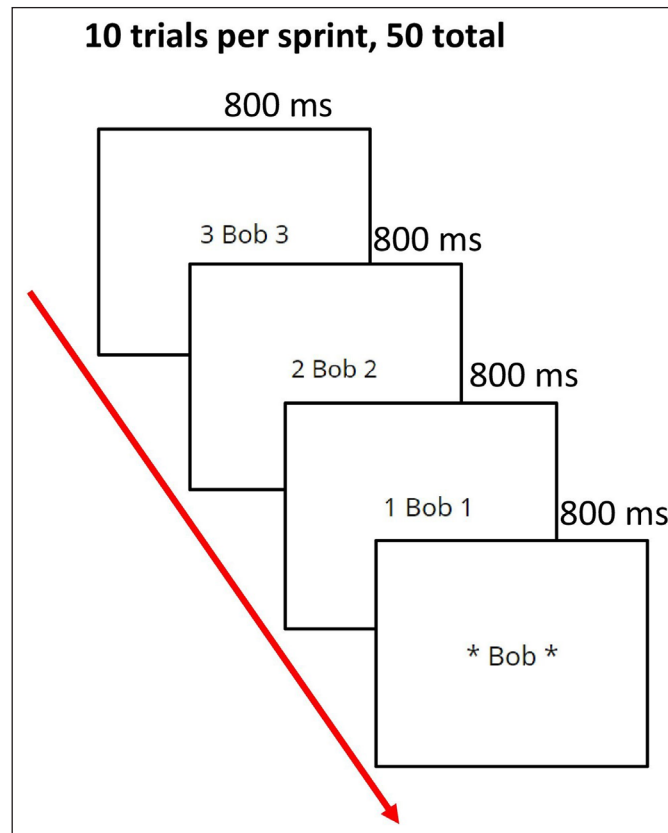 10 trials per sprint, 50 total
800 ms
3 Bob 3
800 ms
2 Bob 2
800 ms
1 Bob 1
800 ms
* Bob *